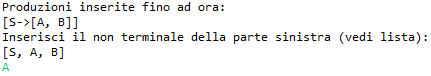 Produzioni inserite fino ad ora:
[S->[A, B]]
Inserisci il non terminale della parte sinistra (vedi lista):
[S, A, B]
A